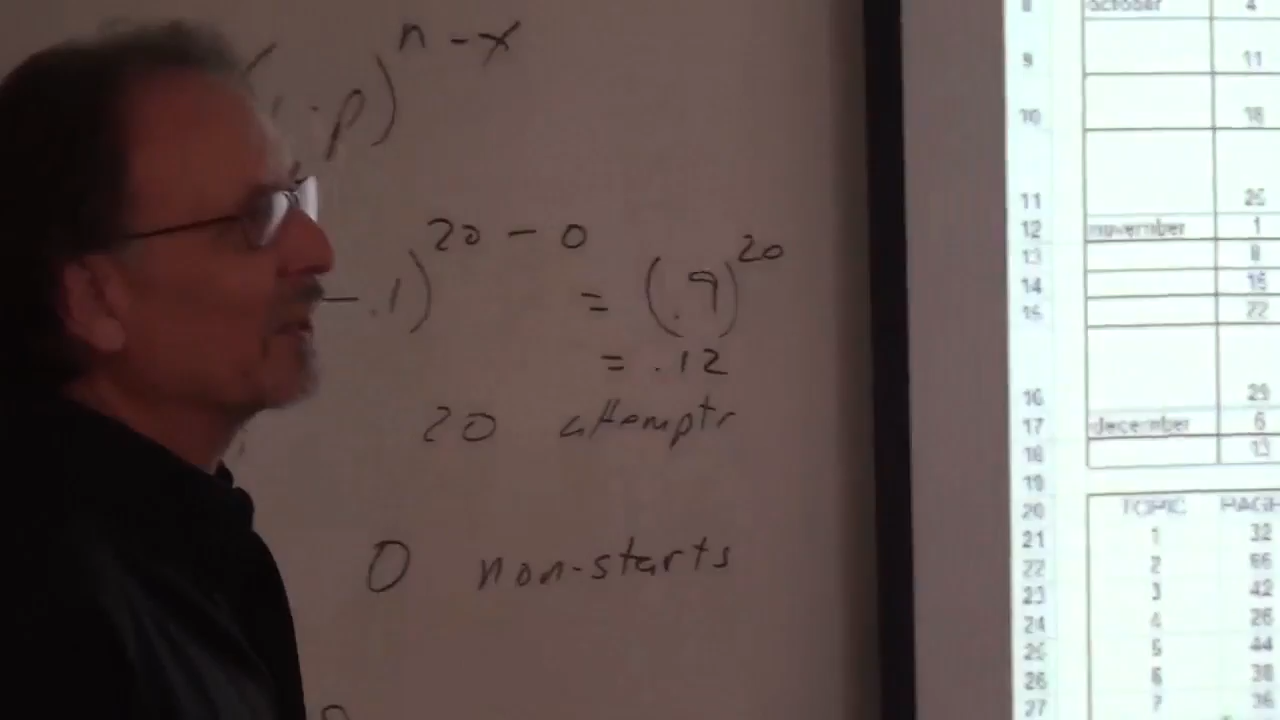 n - x
- p)
20 - 0
- .1) = (.9)
20
= .12
20 attempts
0 non-starts
8 october 4
9 11
10 18
11
12 november 1
13 8
14 15
15 22
16 29
17 december 6
18 13
19
20 TOPIC PAGE
21 1 32
22 2 66
23 3 42
24 4 26
25 5 44
26 6
27 7 36